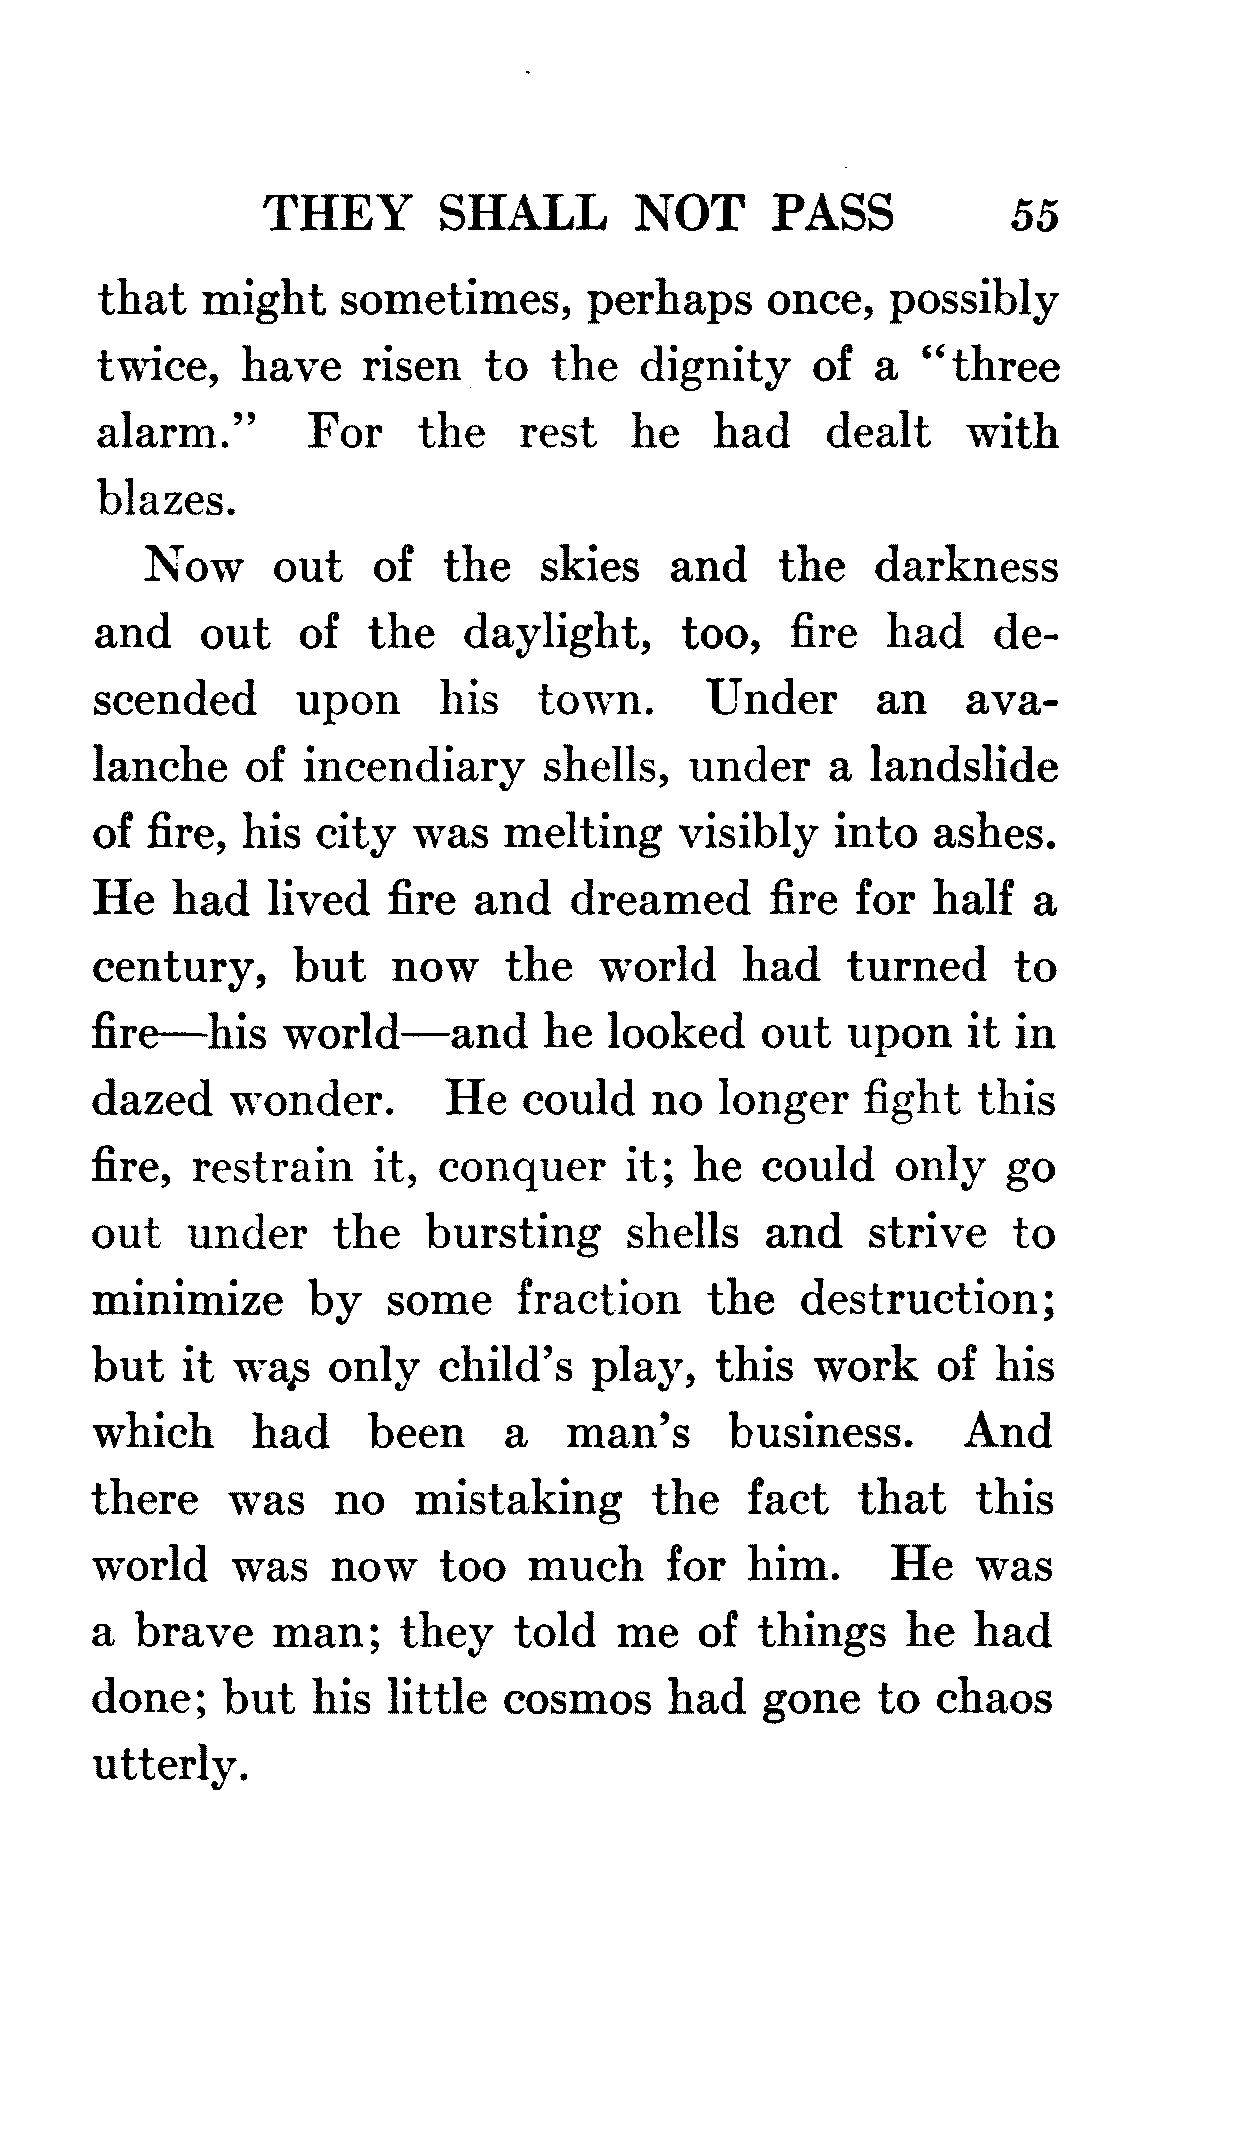 THEY SHALL NOT PASS 55
that might sometimes, perhaps once, possibly
twice, have risen to the dignity of a "three
alarm." For the rest he had dealt with
blazes.
Now out of the skies and the darkness
and out of the daylight, too, fire had de-
scended upon his town. Under an ava-
lanche of incendiary shells, under a landslide
of fire, his city was melting visibly into ashes.
He had lived fire and dreamed fire for half a
century, but now the world had turned to
fire—his world—and he looked out upon it in
dazed wonder. He could no longer fight this
fire, restrain it, conquer it; he could only go
out under the bursting shells and strive to
minimize by some fraction the destruction;
but it was only child's play, this work of his
which had been a man's business. And
there was no mistaking the fact that this
world was now too much for him. He was
a brave man; they told me of things he had
done; but his little cosmos had gone to chaos
utterly.